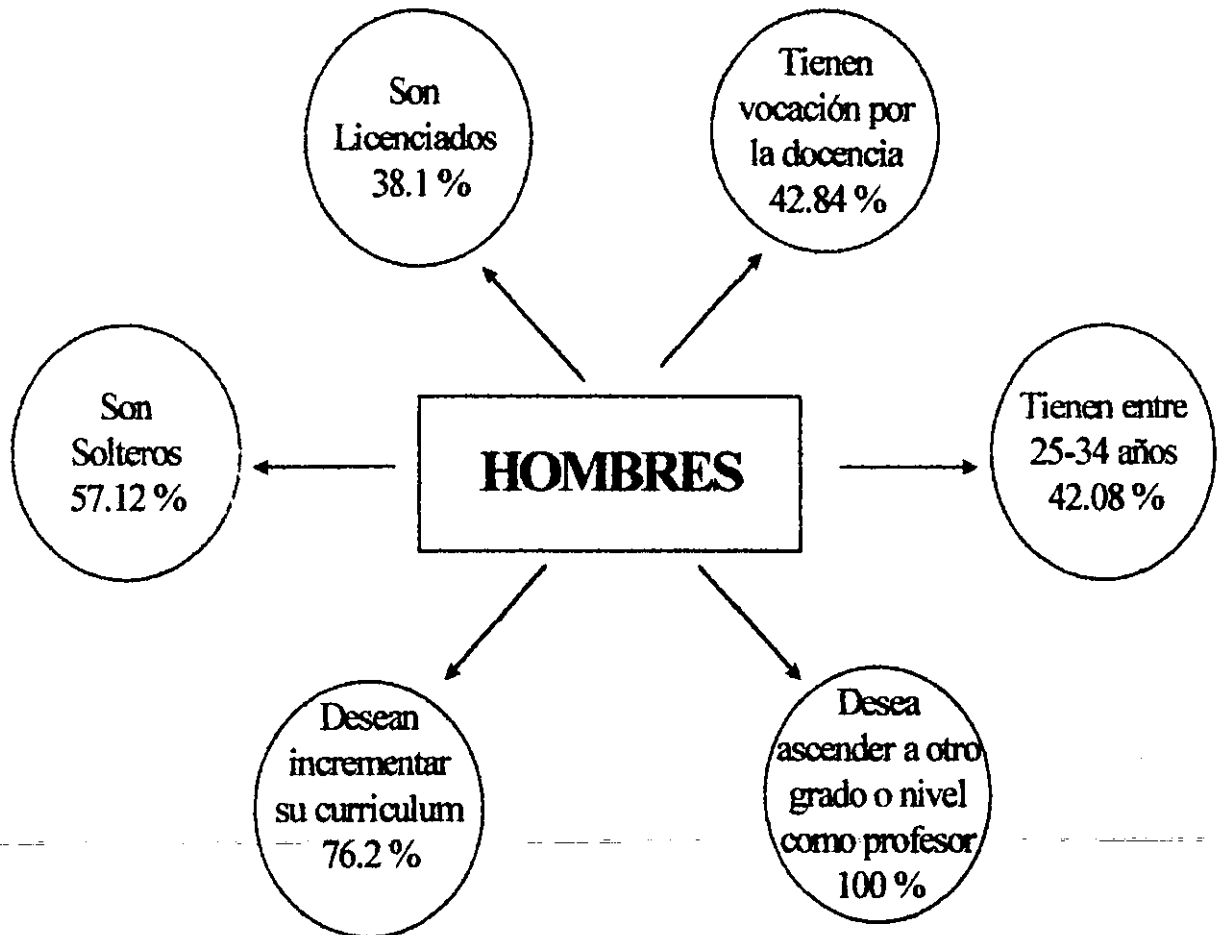 Son
Licenciados
38.1 %
Tienen
vocación por
la docencia
42.84 %
Son
Solteros
57.12 %
HOMBRES
Tienen entre
25-34 años
42.08 %
Desean
incrementar
su curriculum
76.2 %
Desea
ascender a otro
grado o nivel
como profesor
100 %